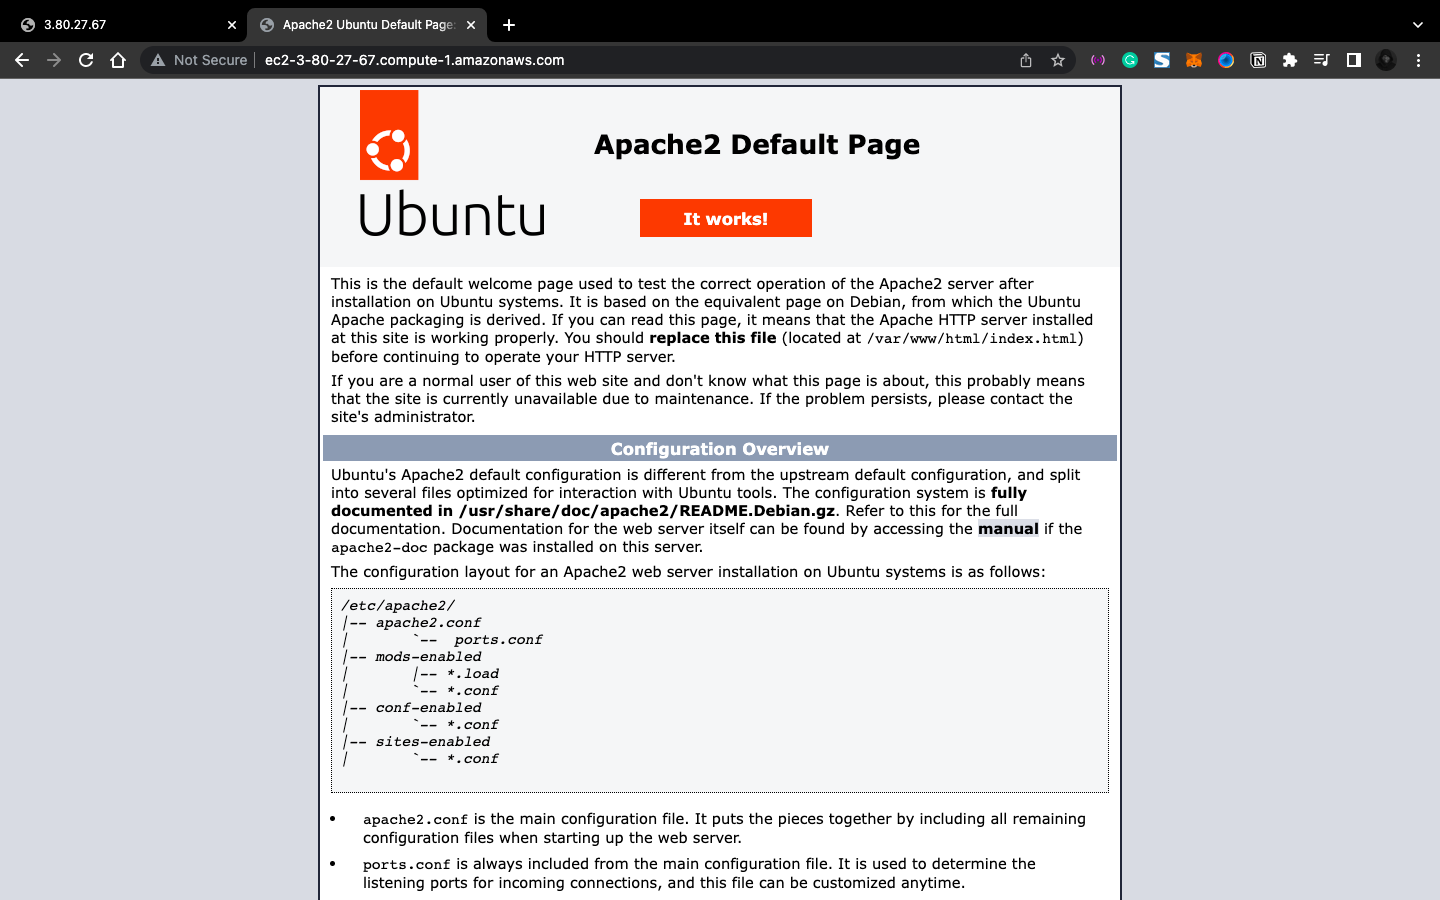 3.80.27.67
Apache2 Ubuntu Default Page:
Not Secure
ec2-3-80-27-67.compute-1.amazonaws.com
Apache2 Default Page
Ubuntu
It works!
This is the default welcome page used to test the correct operation of the Apache2 server after
installation on Ubuntu systems. It is based on the equivalent page on Debian, from which the Ubuntu
Apache packaging is derived. If you can read this page, it means that the Apache HTTP server installed
at this site is working properly. You should replace this file (located at /var/www/html/index.html)
before continuing to operate your HTTP server.
If you are a normal user of this web site and don't know what this page is about, this probably means
that the site is currently unavailable due to maintenance. If the problem persists, please contact the
site's administrator.
Configuration Overview
Ubuntu's Apache2 default configuration is different from the upstream default configuration, and split
into several files optimized for interaction with Ubuntu tools. The configuration system is fully
documented in /usr/share/doc/apache2/README.Debian.gz. Refer to this for the full
documentation. Documentation for the web server itself can be found by accessing the manual if the
apache2-doc package was installed on this server.
The configuration layout for an Apache2 web server installation on Ubuntu systems is as follows:
/etc/apache2/
|-- apache2.conf
|       `--  ports.conf
|-- mods-enabled
|       |-- *.load
|       `-- *.conf
|-- conf-enabled
|       `-- *.conf
|-- sites-enabled
|       `-- *.conf
• apache2.conf is the main configuration file. It puts the pieces together by including all remaining
configuration files when starting up the web server.
• ports.conf is always included from the main configuration file. It is used to determine the
listening ports for incoming connections, and this file can be customized anytime.